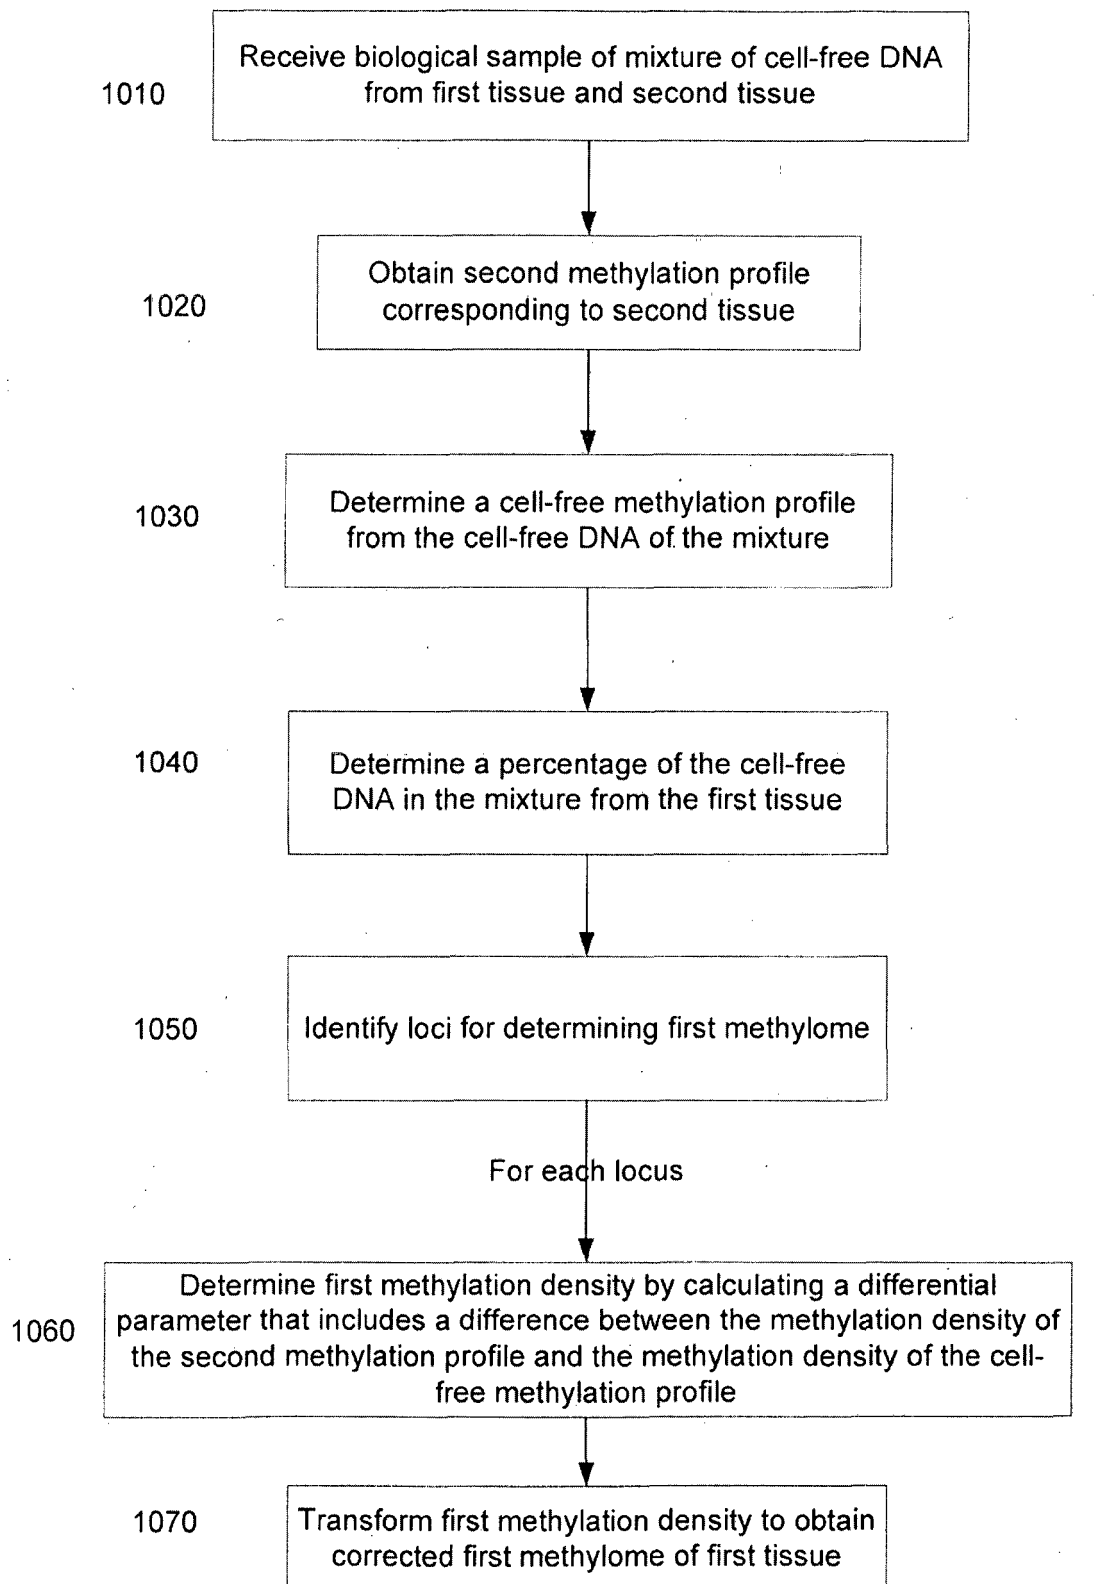 1010
Receive biological sample of mixture of cell-free DNA
from first tissue and second tissue
1020
Obtain second methylation profile
corresponding to second tissue
1030
Determine a cell-free methylation profile
from the cell-free DNA of the mixture
1040
Determine a percentage of the cell-free
DNA in the mixture from the first tissue
1050
Identify loci for determining first methylome
For each locus
1060
Determine first methylation density by calculating a differential
parameter that includes a difference between the methylation density of
the second methylation profile and the methylation density of the cell-
free methylation profile
1070
Transform first methylation density to obtain
corrected first methylome of first tissue